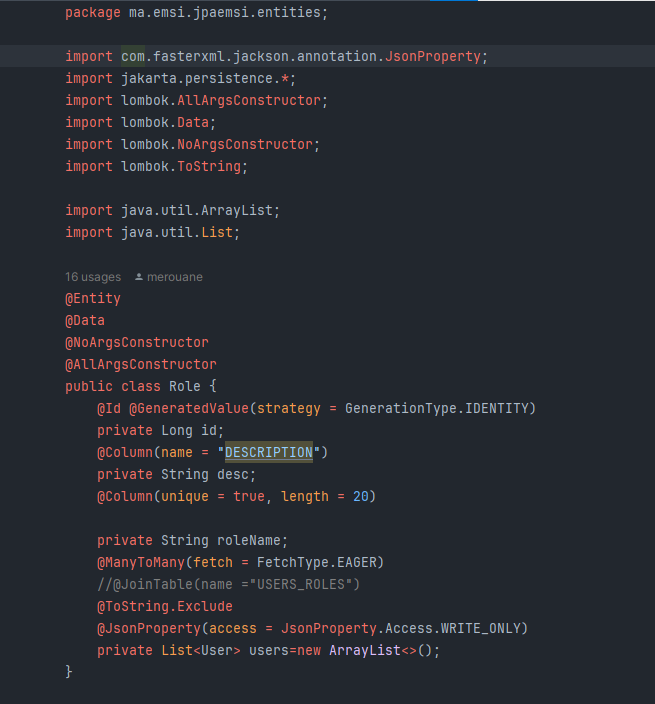 package ma.emsi.jpaemsi.entities;
import com.fasterxml.jackson.annotation.JsonProperty;
import jakarta.persistence.*;
import lombok.AllArgsConstructor;
import lombok.Data;
import lombok.NoArgsConstructor;
import lombok.ToString;
import java.util.ArrayList;
import java.util.List;
16 usages merouane
@Entity
@Data
@NoArgsConstructor
@AllArgsConstructor
public class Role {
@Id @GeneratedValue(strategy = GenerationType.IDENTITY)
private Long id;
@Column(name = "DESCRIPTION")
private String desc;
@Column(unique = true, length = 20)
private String roleName;
@ManyToMany(fetch = FetchType.EAGER)
//@JoinTable(name ="USERS_ROLES")
@ToString.Exclude
@JsonProperty(access = JsonProperty.Access.WRITE_ONLY)
private List<User> users=new ArrayList<>();
}